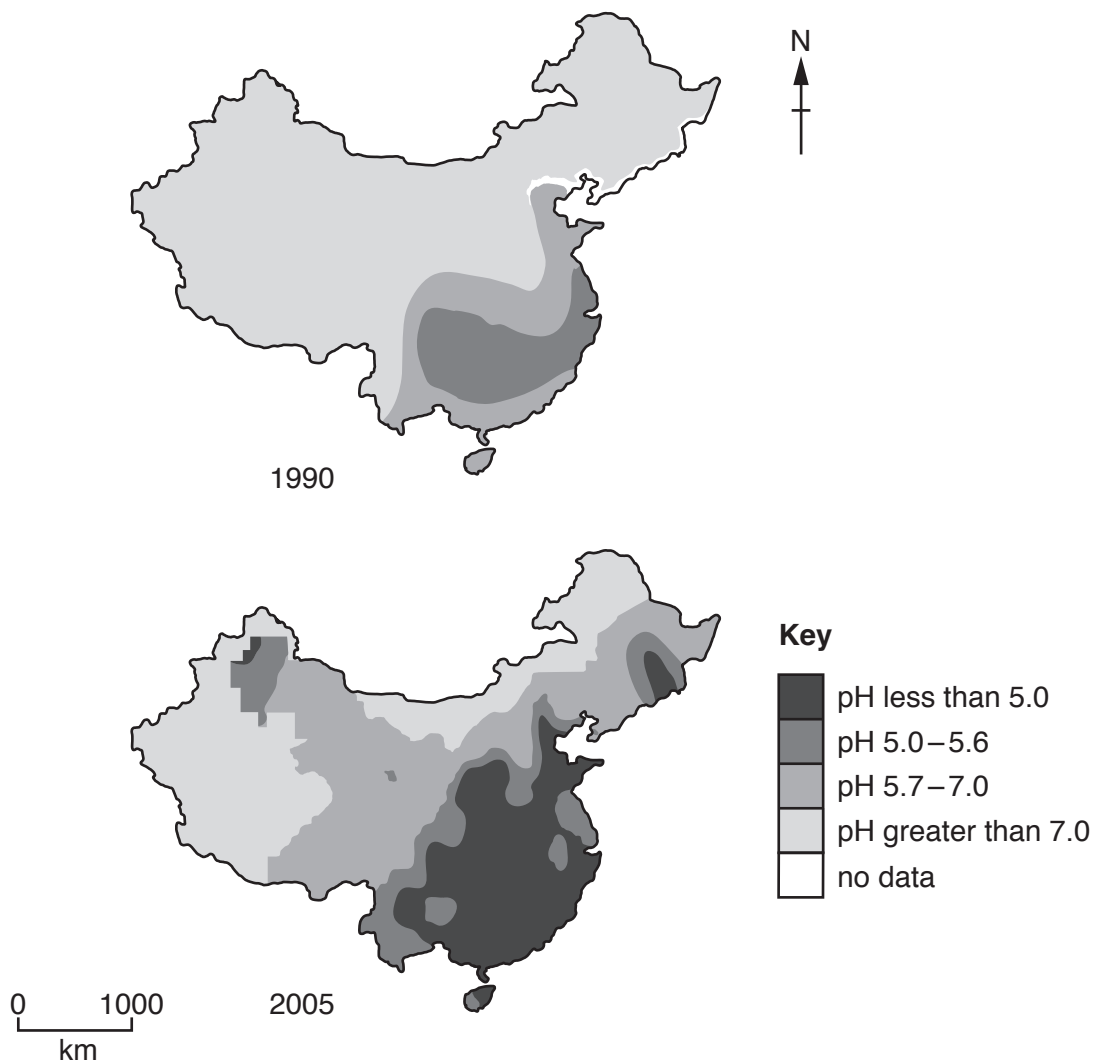 N
1990
Key
pH less than 5.0
pH 5.0–5.6
pH 5.7–7.0
pH greater than 7.0
no data
0 1000 2005
km